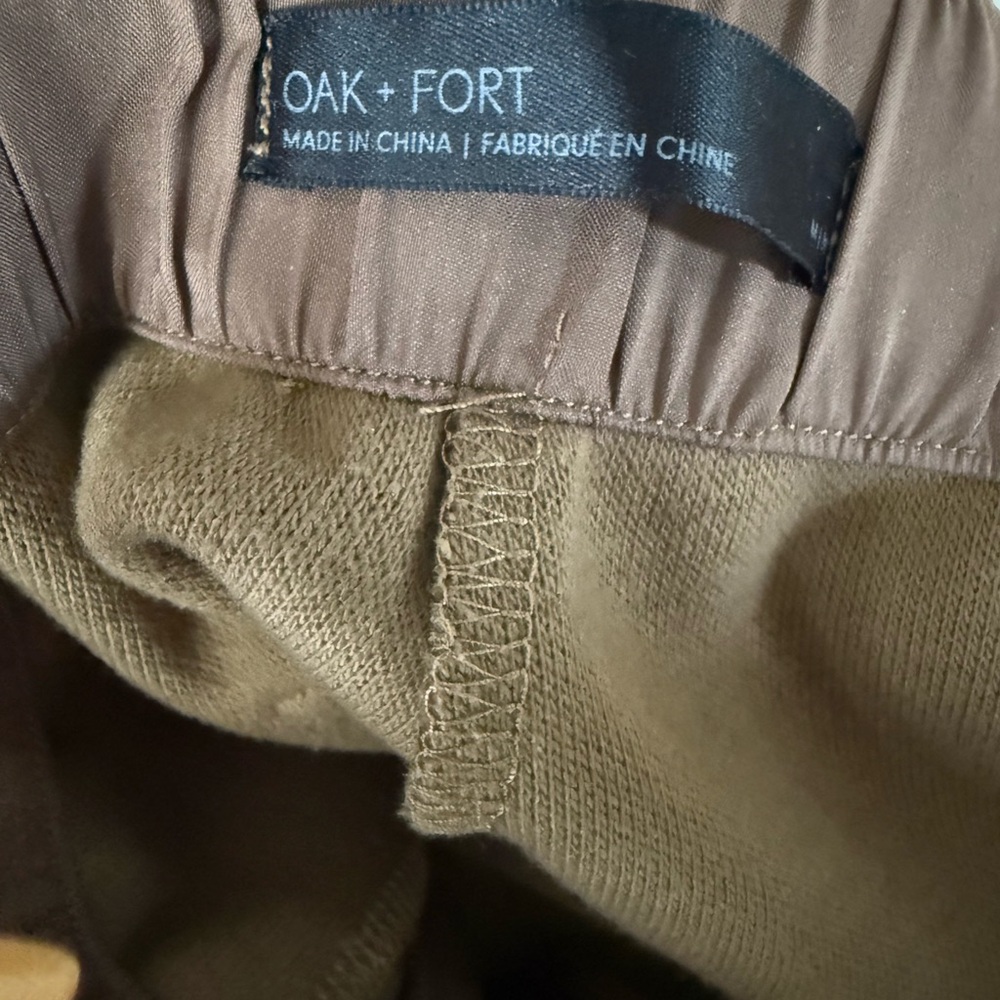 OAK + FORT
MADE IN CHINA | FABRIQUÉ EN CHINE